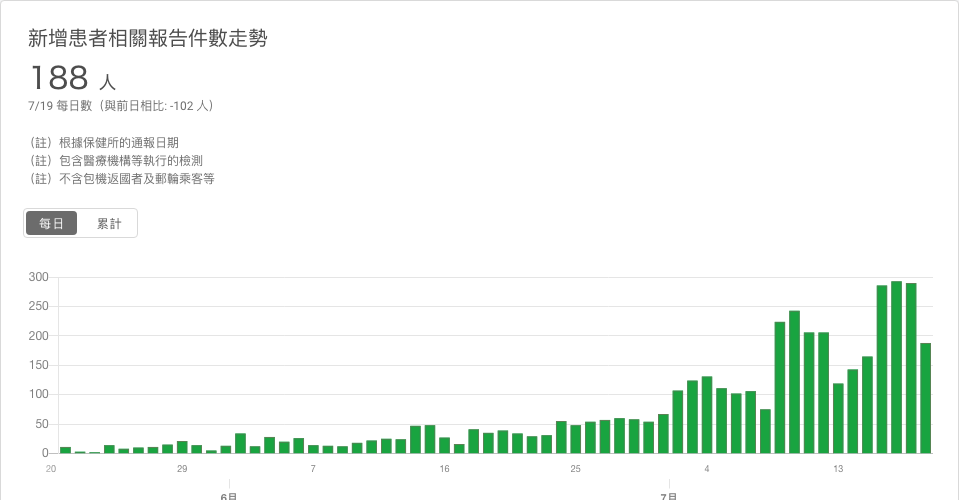 新增患者相關報告件數走勢
188 人
7/19 每日數（與前日相比: -102 人）
（註）根據保健所的通報日期
（註）包含醫療機構等執行的檢測
（註）不含包機返國者及郵輪乘客等
每日 累計
300
250
200
150
100
50
0
20 29 7 16 25 4 13
6月 7月